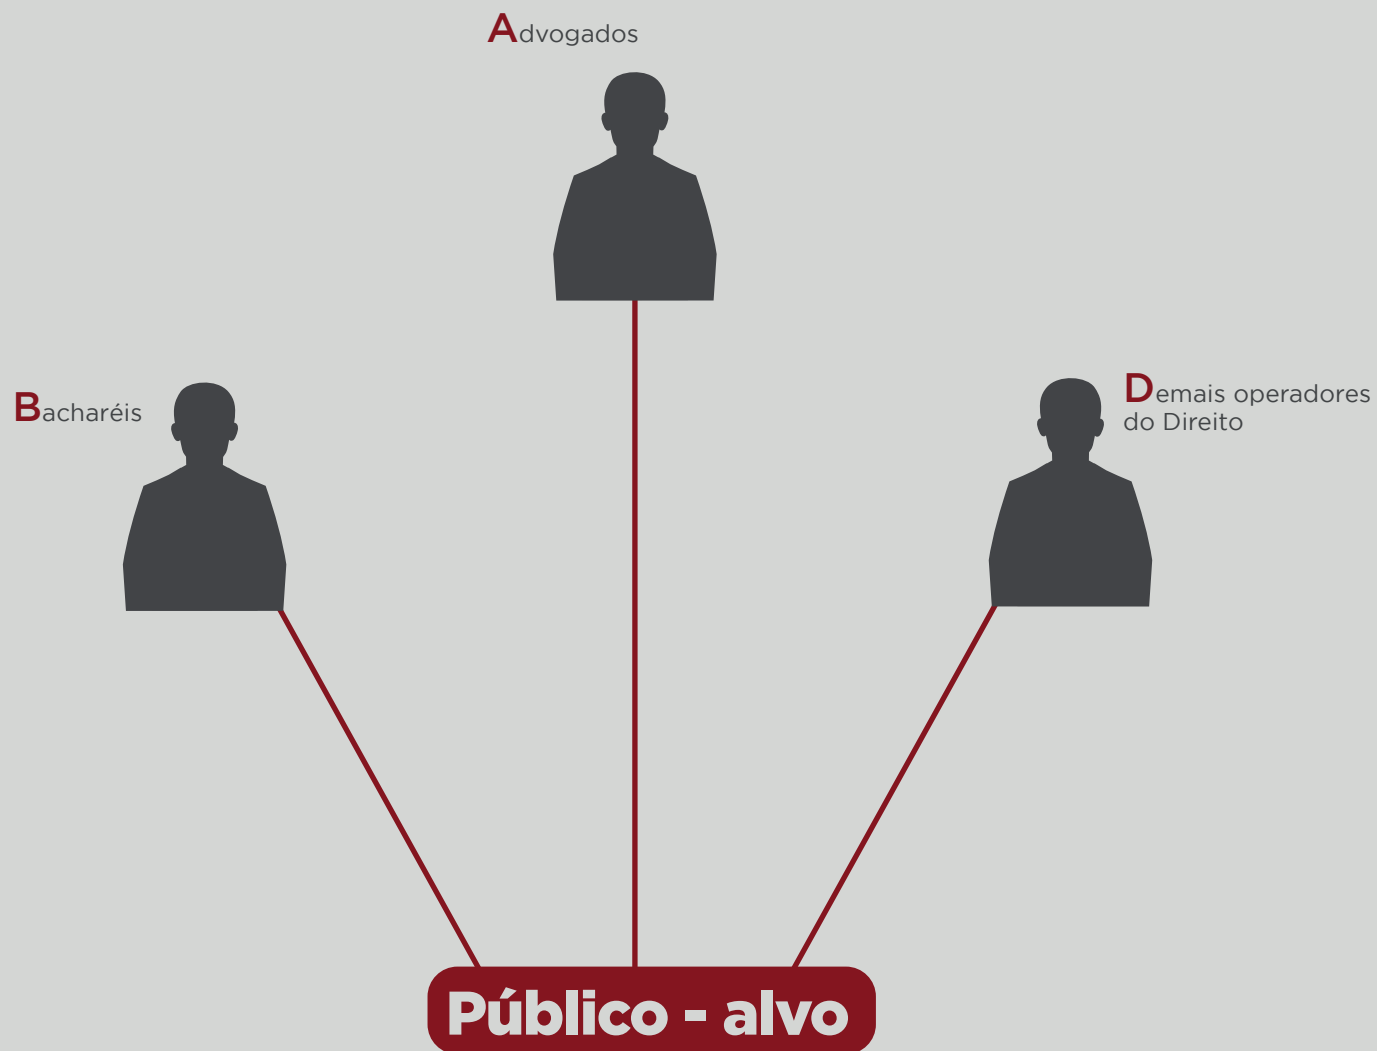 Advogados
Bacharéis
Demais operadores
do Direito
Público - alvo